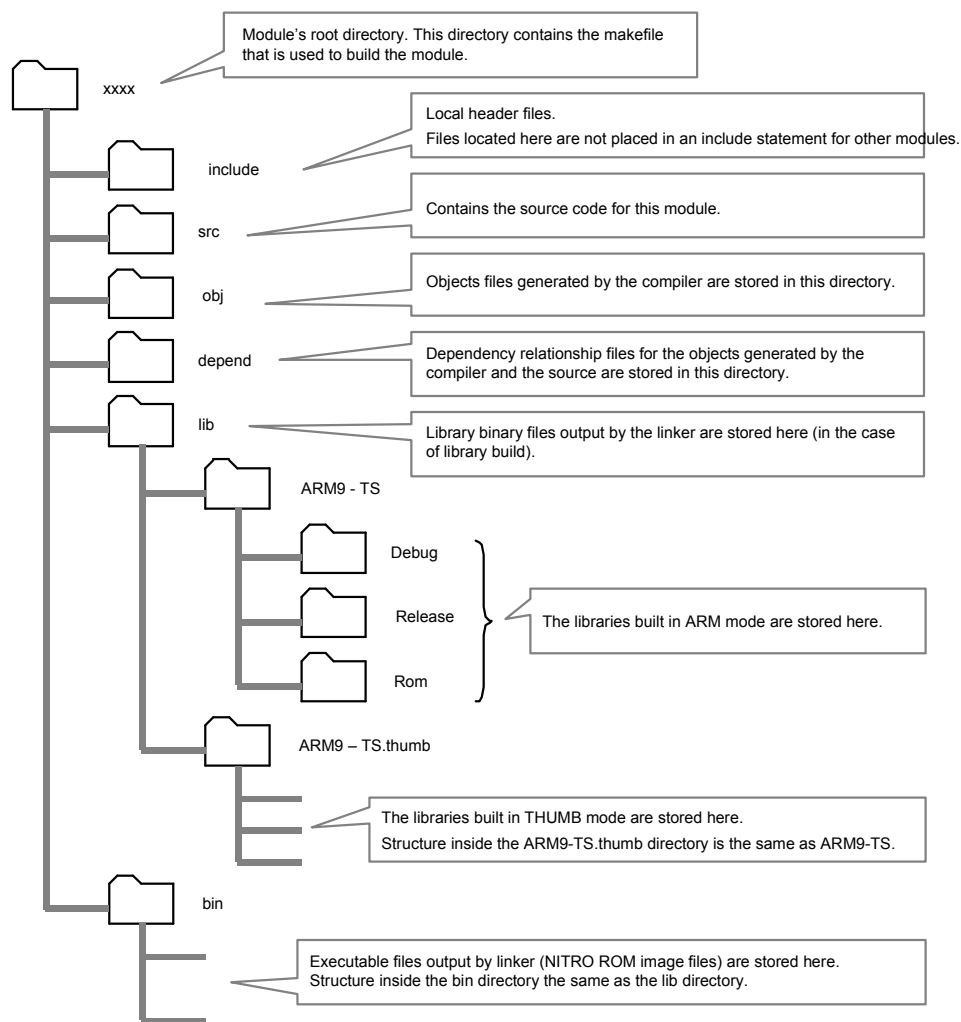 Module's root directory. This directory contains the makefile
that is used to build the module.
xxxx
Local header files.
Files located here are not placed in an include statement for other modules.
include
Contains the source code for this module.
src
Objects files generated by the compiler are stored in this directory.
obj
Dependency relationship files for the objects generated by the
compiler and the source are stored in this directory.
depend
Library binary files output by the linker are stored here (in the case
of library build).
lib
ARM9 - TS
Debug
Release
The libraries built in ARM mode are stored here.
Rom
ARM9 – TS.thumb
The libraries built in THUMB mode are stored here.
Structure inside the ARM9-TS.thumb directory is the same as ARM9-TS.
bin
Executable files output by linker (NITRO ROM image files) are stored here.
Structure inside the bin directory the same as the lib directory.